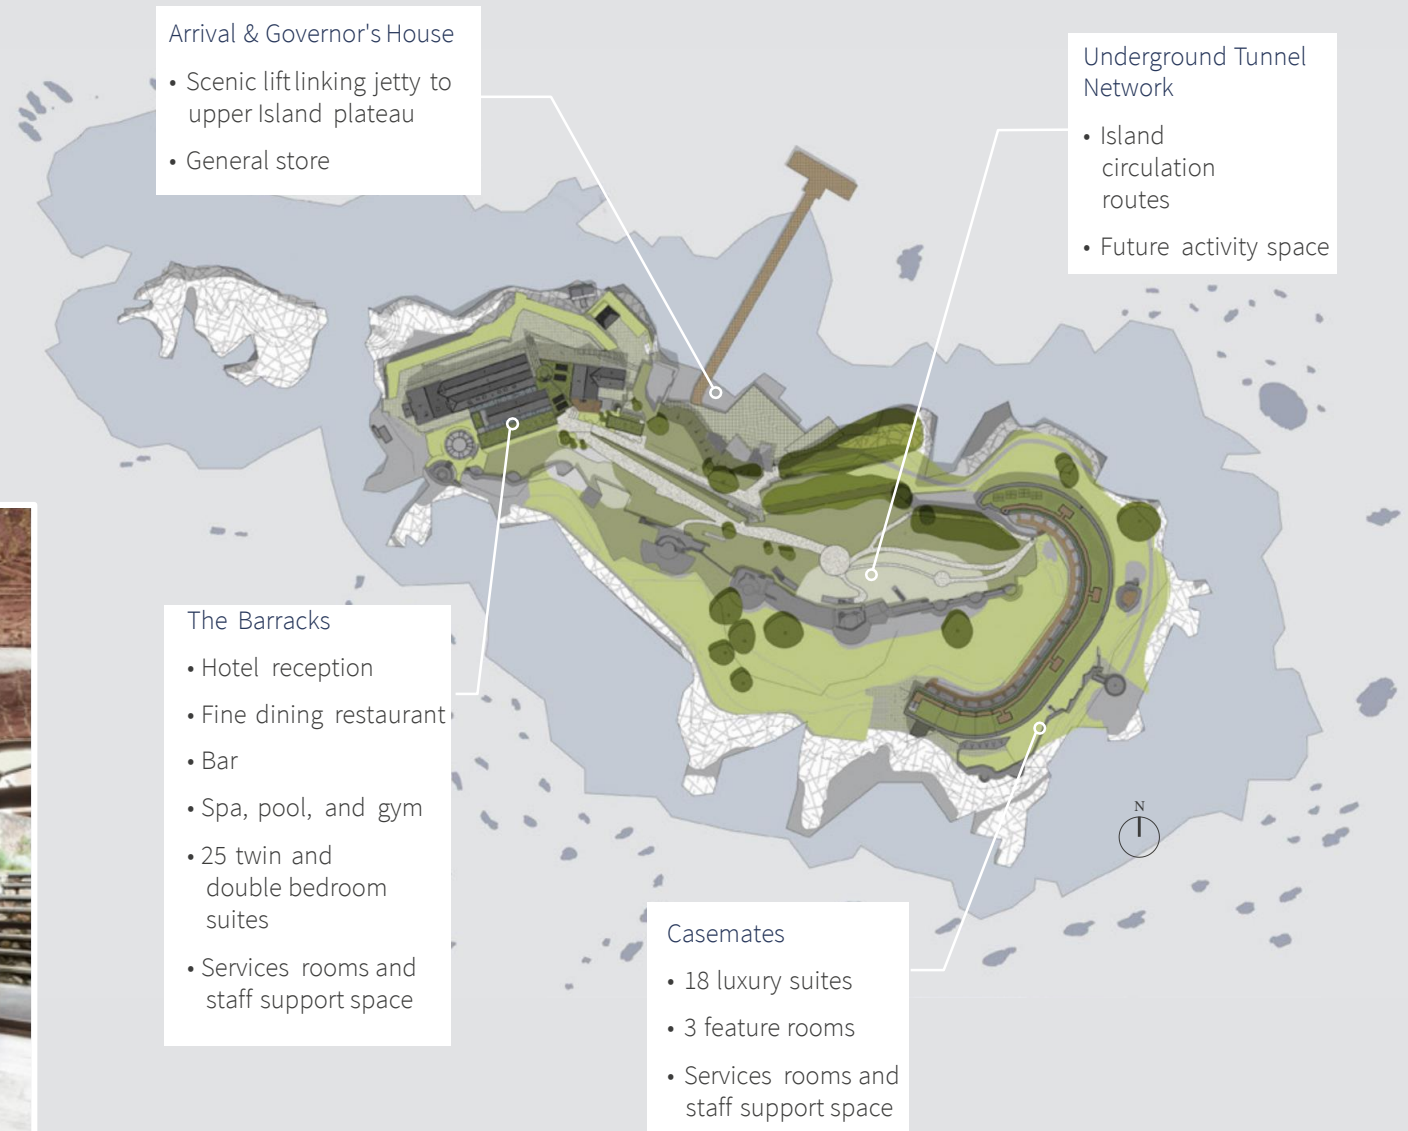 Arrival & Governor's House
• Scenic lift linking jetty to
upper Island plateau
• General store
Underground Tunnel
Network
• Island
circulation
routes
• Future activity space
The Barracks
• Hotel reception
• Fine dining restaurant
• Bar
• Spa, pool, and gym
• 25 twin and
double bedroom
suites
• Services rooms and
staff support space
N
Casemates
• 18 luxury suites
• 3 feature rooms
• Services rooms and
staff support space